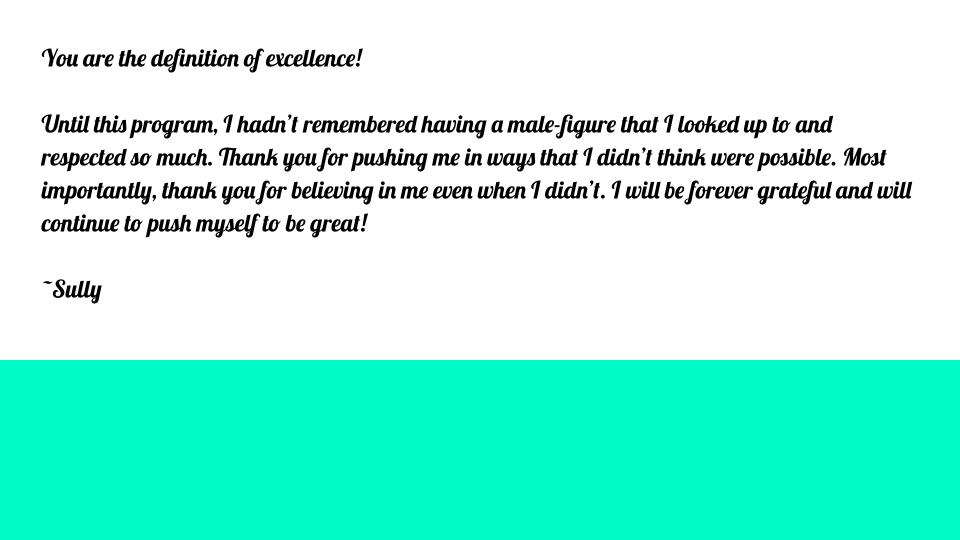 You are the definition of excellence!
Until this program, I hadn’t remembered having a male-figure that I looked up to and
respected so much. Thank you for pushing me in ways that I didn’t think were possible. Most
importantly, thank you for believing in me even when I didn’t. I will be forever grateful and will
continue to push myself to be great!
~Sully